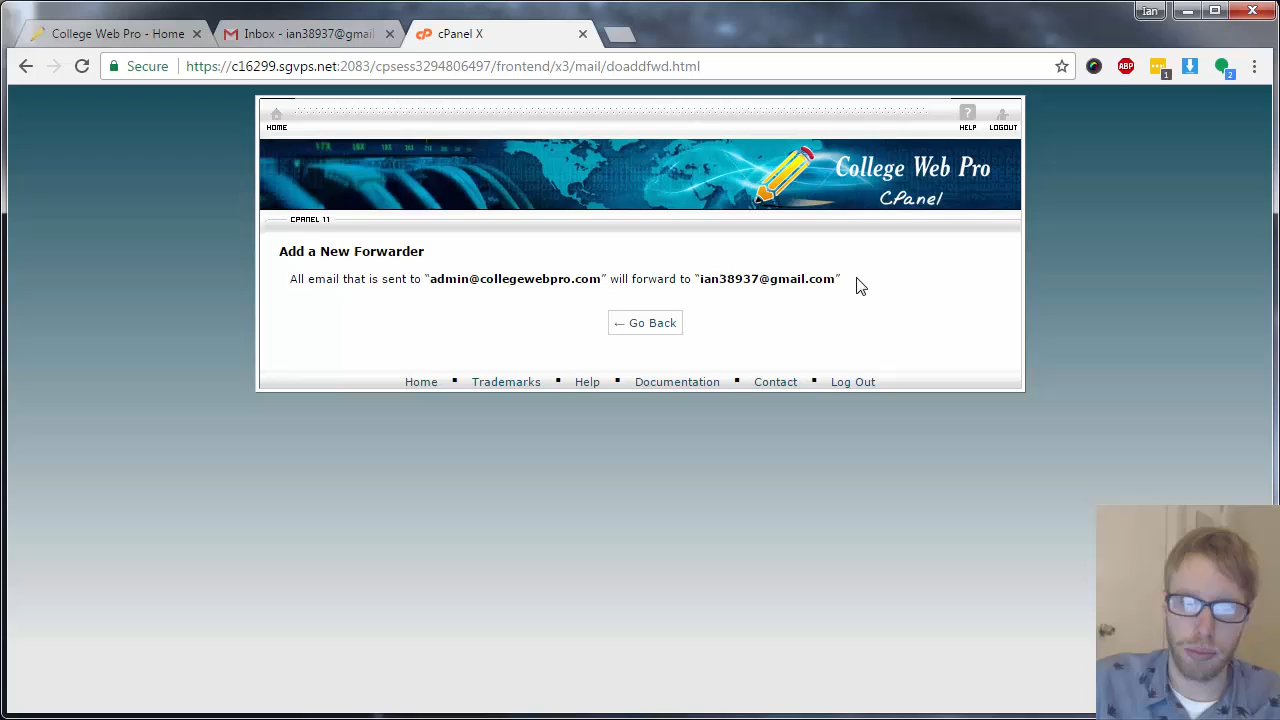 Ian
College Web Pro - Home
Inbox - ian38937@gmail
cPanel X
Secure
https://c16299.sgvps.net:2083/cpsess3294806497/frontend/x3/mail/doaddfwd.html
ABP
1
2
HOME
?
HELP
LOGOUT
College Web Pro
CPanel
CPANEL 11
Add a New Forwarder
All email that is sent to “admin@collegewebpro.com” will forward to “ian38937@gmail.com”
← Go Back
Home ▪ Trademarks ▪ Help ▪ Documentation ▪ Contact ▪ Log Out